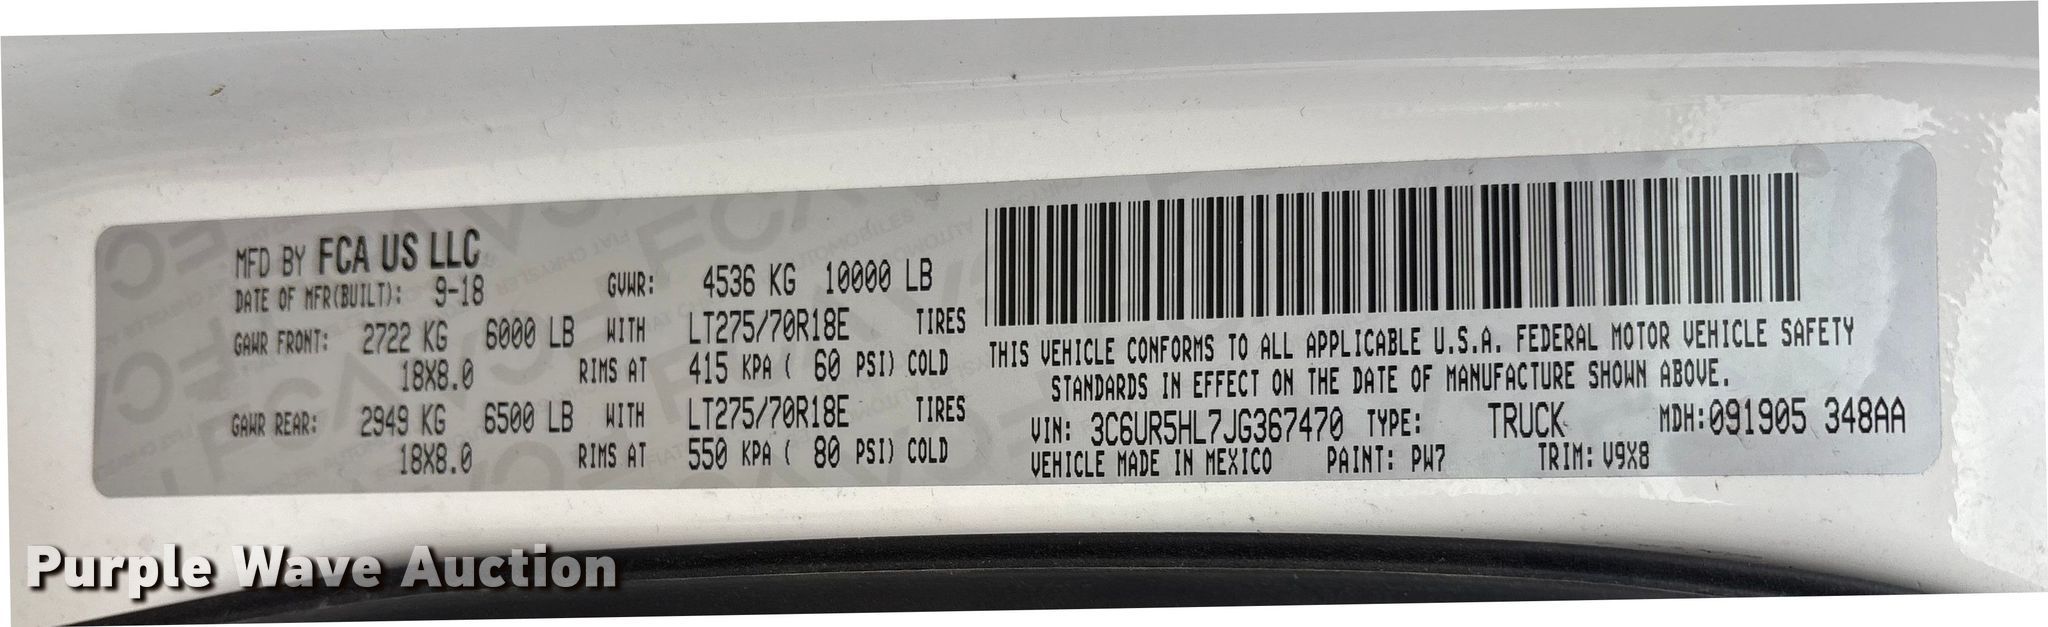 MFD BY FCA US LLC
DATE OF MFR(BUILT): 9-18 GVWR: 4536 KG 10000 LB
GAWR FRONT: 2722 KG 6000 LB WITH LT275/70R18E TIRES
18X8.0 RIMS AT 415 KPA ( 60 PSI) COLD
GAWR REAR: 2949 KG 6500 LB WITH LT275/70R18E TIRES
18X8.0 RIMS AT 550 KPA ( 80 PSI) COLD
THIS VEHICLE CONFORMS TO ALL APPLICABLE U.S.A. FEDERAL MOTOR VEHICLE SAFETY
STANDARDS IN EFFECT ON THE DATE OF MANUFACTURE SHOWN ABOVE.
VIN: 3C6UR5HL7JG367470 TYPE: TRUCK MDH:091905 348AA
VEHICLE MADE IN MEXICO PAINT: PW7 TRIM: V9X8
Purple Wave Auction